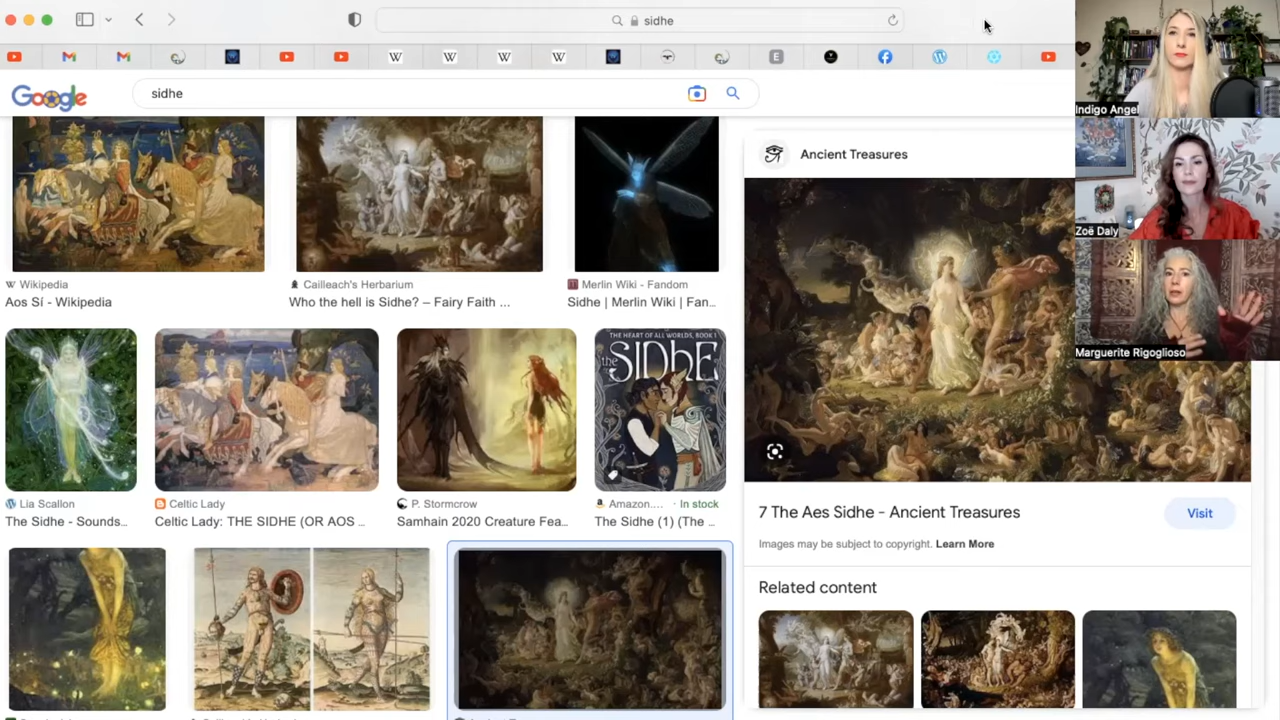 sidhe
Google
sidhe
W Wikipedia
Aos Sí - Wikipedia
Cailleach's Herbarium
Who the hell is Sidhe? – Fairy Faith ...
Merlin Wiki - Fandom
Sidhe | Merlin Wiki | Fan...
Lia Scallon
The Sidhe - Sounds...
Celtic Lady
Celtic Lady: THE SIDHE (OR AOS ...
P. Stormcrow
Samhain 2020 Creature Fea...
THE HEART OF ALL WORLDS, BOOK 1
the SIDHE
Amazon.... · In stock
The Sidhe (1) (The ...
Ancient Treasures
7 The Aes Sidhe - Ancient Treasures
Visit
Images may be subject to copyright. Learn More
Related content
Indigo Angel
Zoë Daly
Marguerite Rigoglioso